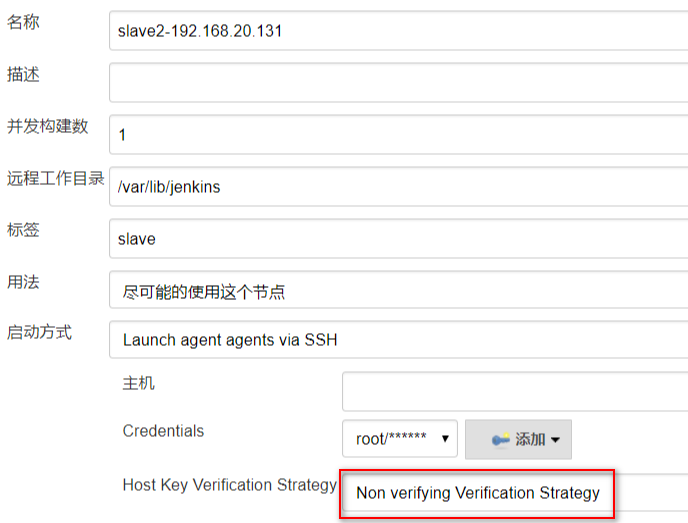 名称 slave2-192.168.20.131
描述
并发构建数 1
远程工作目录 /var/lib/jenkins
标签 slave
用法 尽可能的使用这个节点
启动方式 Launch agent agents via SSH
主机
Credentials root/****** 添加
Host Key Verification Strategy Non verifying Verification Strategy